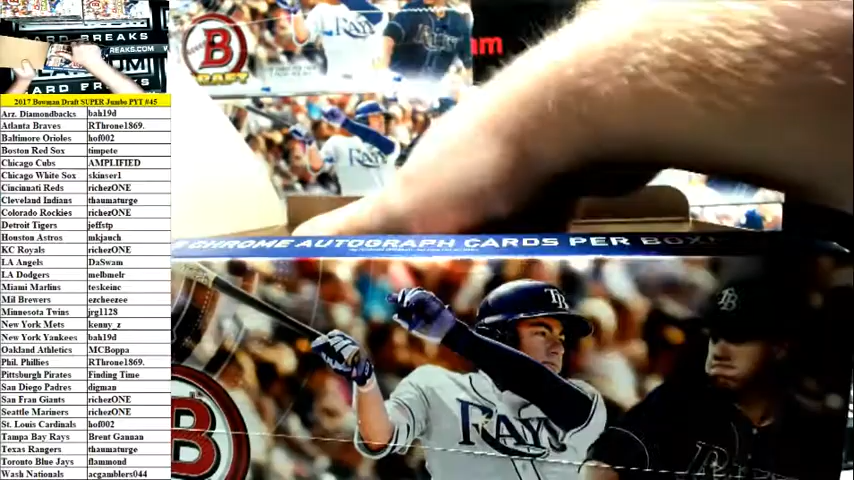 B
DRAFT
RAYS
m
BREAKS
REAKS.COM
2017 Bowman Draft SUPER Jumbo PYT #45
Arz. Diamondbacks bah19d
Atlanta Braves RThrone1869.
Baltimore Orioles hof002
Boston Red Sox timpete
Chicago Cubs AMPLIFIED
Chicago White Sox skinser1
Cincinnati Reds richezONE
Cleveland Indians thaumaturge
Colorado Rockies richezONE
Detroit Tigers jeffstp
Houston Astros mkjauch
KC Royals richezONE
LA Angels DaSwam
LA Dodgers melbmelr
Miami Marlins teskeinc
Mil Brewers ezcheezee
Minnesota Twins jrg1128
New York Mets kenny_z
New York Yankees bah19d
Oakland Athletics MCBoppa
Phil. Phillies RThrone1869.
Pittsburgh Pirates Finding Time
San Diego Padres digman
San Fran Giants richezONE
Seattle Mariners richezONE
St. Louis Cardinals hof002
Tampa Bay Rays Brent Gannan
Texas Rangers thaumaturge
Toronto Blue Jays flammond
Wash Nationals acgamblers044
CHROME AUTOGRAPH CARDS PER BOX
TB
TB
RAYS
B